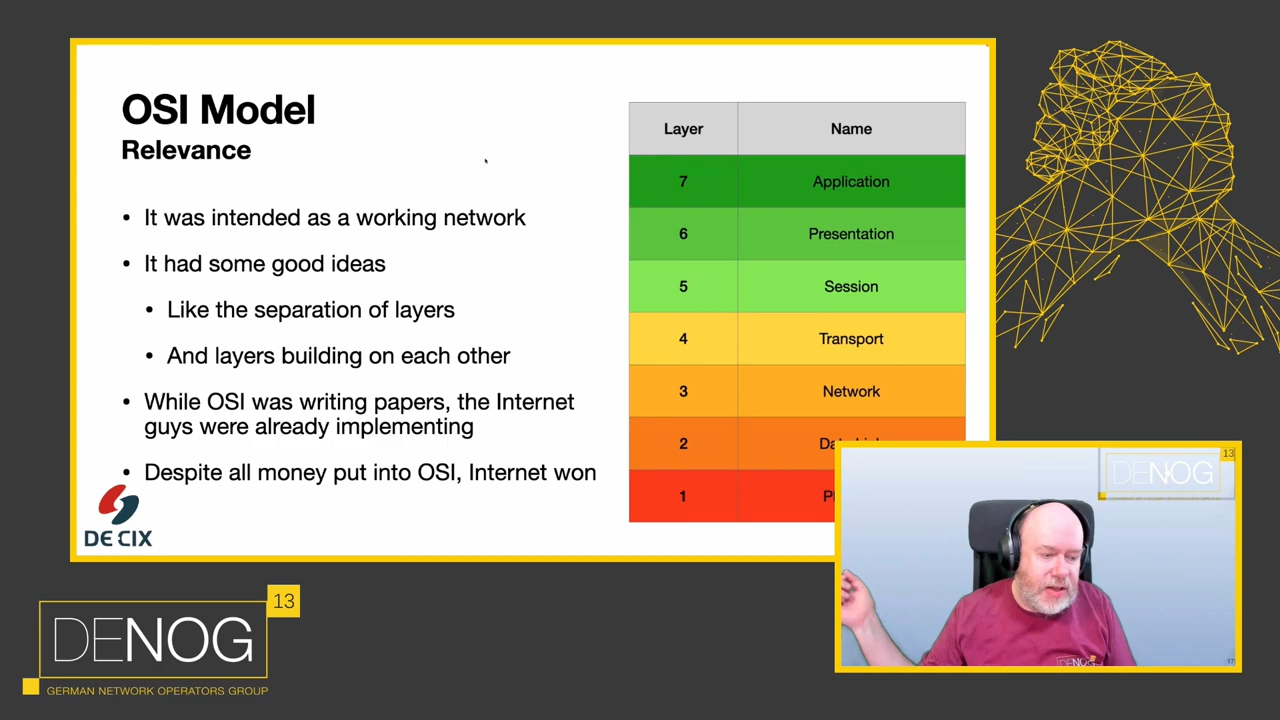 OSI Model
Relevance
• It was intended as a working network
• It had some good ideas
• Like the separation of layers
• And layers building on each other
• While OSI was writing papers, the Internet
guys were already implementing
• Despite all money put into OSI, Internet won
DE CIX
Layer Name
7 Application
6 Presentation
5 Session
4 Transport
3 Network
2
1
DENOG
13
DENOG
13
GERMAN NETWORK OPERATORS GROUP
DENOG
17